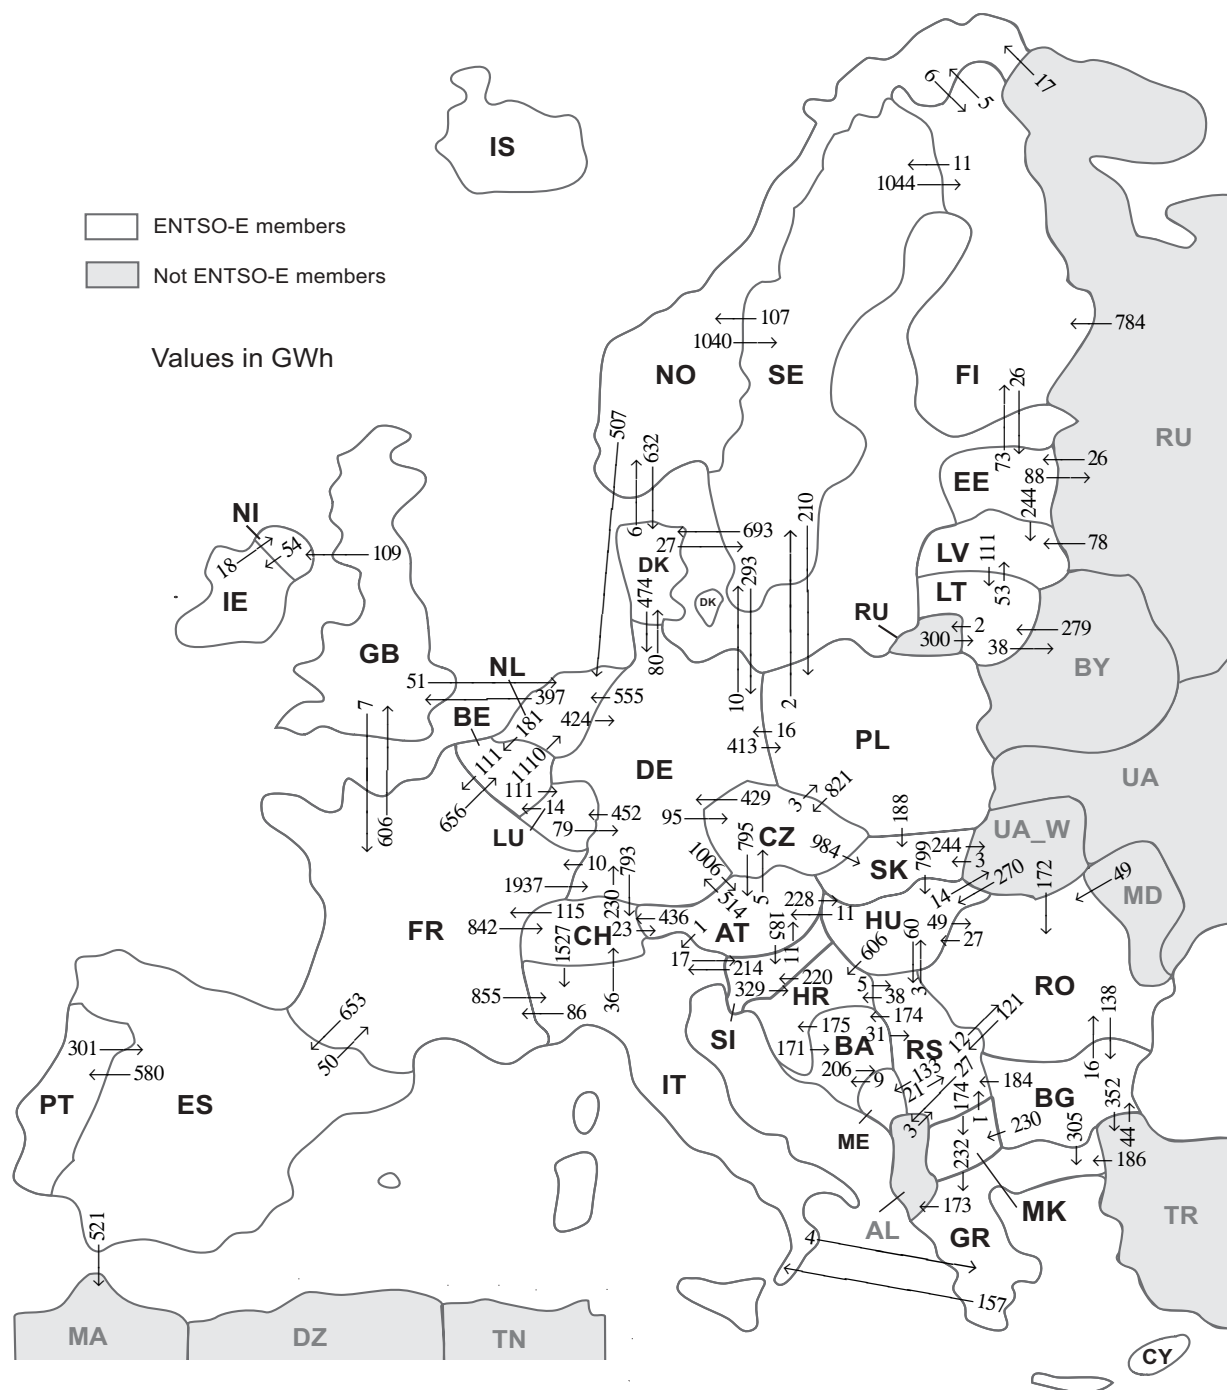 17
6
5
IS
11
1044
ENTSO-E members
Not ENTSO-E members
107
784
1040
Values in GWh
NO
SE
FI
26
507
632
RU
73
26
EE
88
244
210
NI
6
693
54
109
27
LV
111
78
18
DK
293
474
LT
53
IE
DK
RU
2
279
300
38
GB
80
BY
NL
51
397
555
10
2
7
BE
181
424
16
413
PL
111
1110
DE
UA
111
3
821
429
656
14
188
606
79
452
95
795
CZ
UA_W
LU
984
244
799
10
793
1006
SK
3
270
172
49
1937
230
514
5
228
14
MD
115
436
185
11
HU
49
FR
842
CH
23
AT
1
60
27
1527
11
606
17
214
220
855
36
329
HR
5
38
3
RO
86
653
174
121
138
SI
175
31
12
301
50
171
BA
RS
580
206
133
27
16
IT
9
21
174
184
352
PT
ES
BG
1
3
230
305
44
ME
232
186
173
MK
521
AL
GR
TR
4
157
MA
DZ
TN
CY